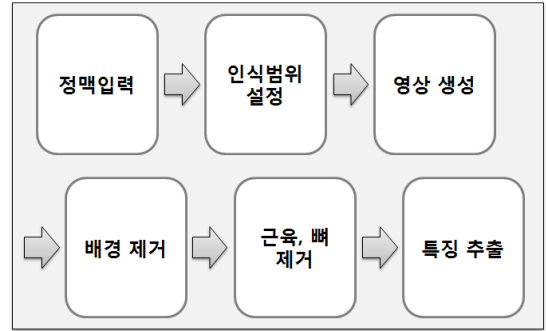 정맥입력
인식범위
설정
영상 생성
배경 제거
근육, 뼈
제거
특징 추출